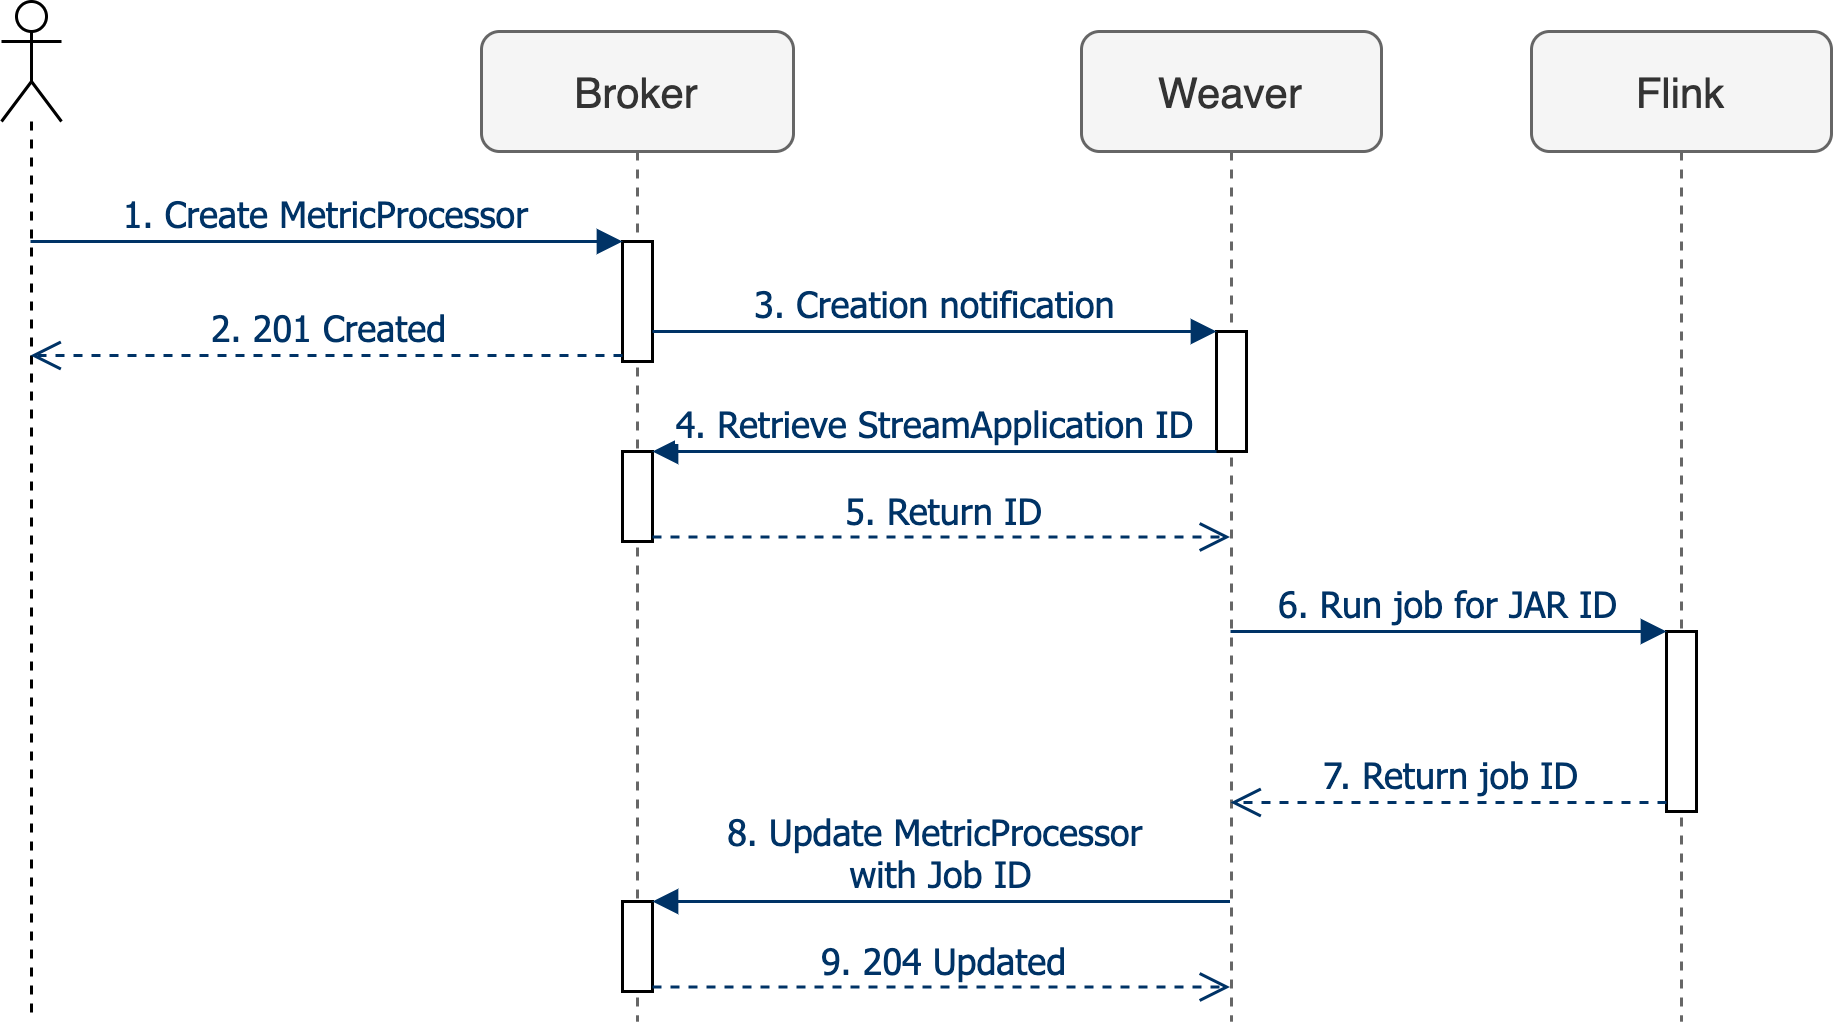 Broker
Weaver
Flink
1. Create MetricProcessor
2. 201 Created
3. Creation notification
4. Retrieve StreamApplication ID
5. Return ID
6. Run job for JAR ID
7. Return job ID
8. Update MetricProcessor
with Job ID
9. 204 Updated